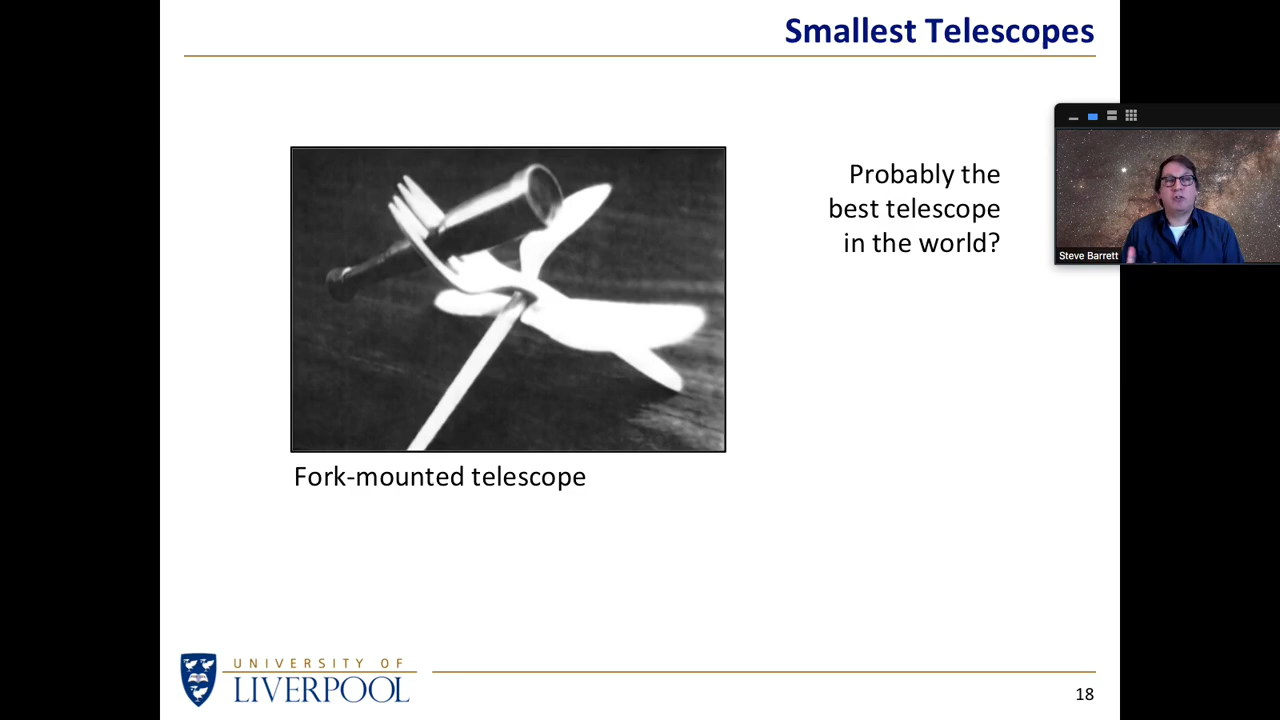 Smallest Telescopes
Probably the
best telescope
in the world?
Steve Barrett
Fork-mounted telescope
UNIVERSITY OF
LIVERPOOL
18